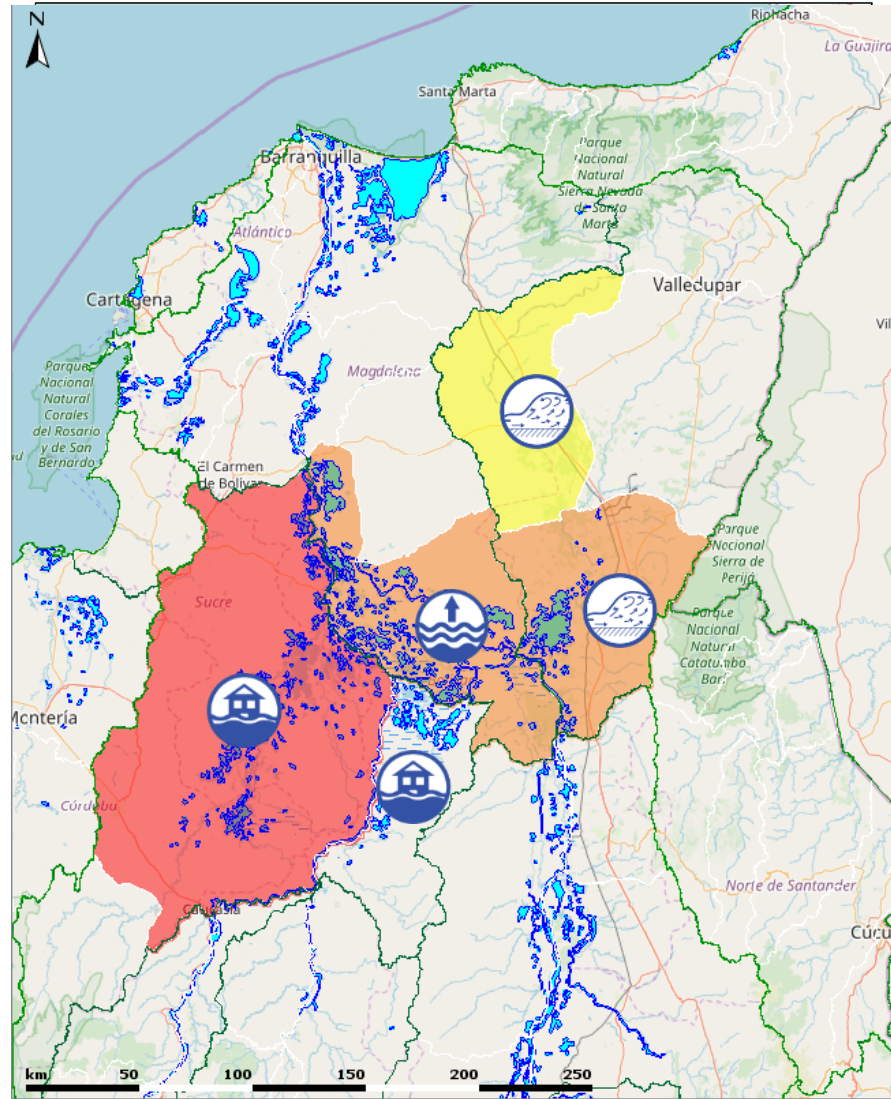 N
Riohacha
La Guajira
Santa Marta
Barranquilla
Parque
Nacional
Natural
Sierra Nevada
de Santa
Marta
Atlántico
Cartagena
Valledupar
Parque
Nacional
Natural
Corales
del Rosario
y de San
Bernardo
Magdalena
El Carmen
de Bolívar
Parque
Nacional
Sierra de
Perijá
Sucre
Parque
Nacional
Natural
Catatumbo
Bari
Montería
Córdoba
Norte de Santander
Caucasia
Cúcu
km 50 100 150 200 250